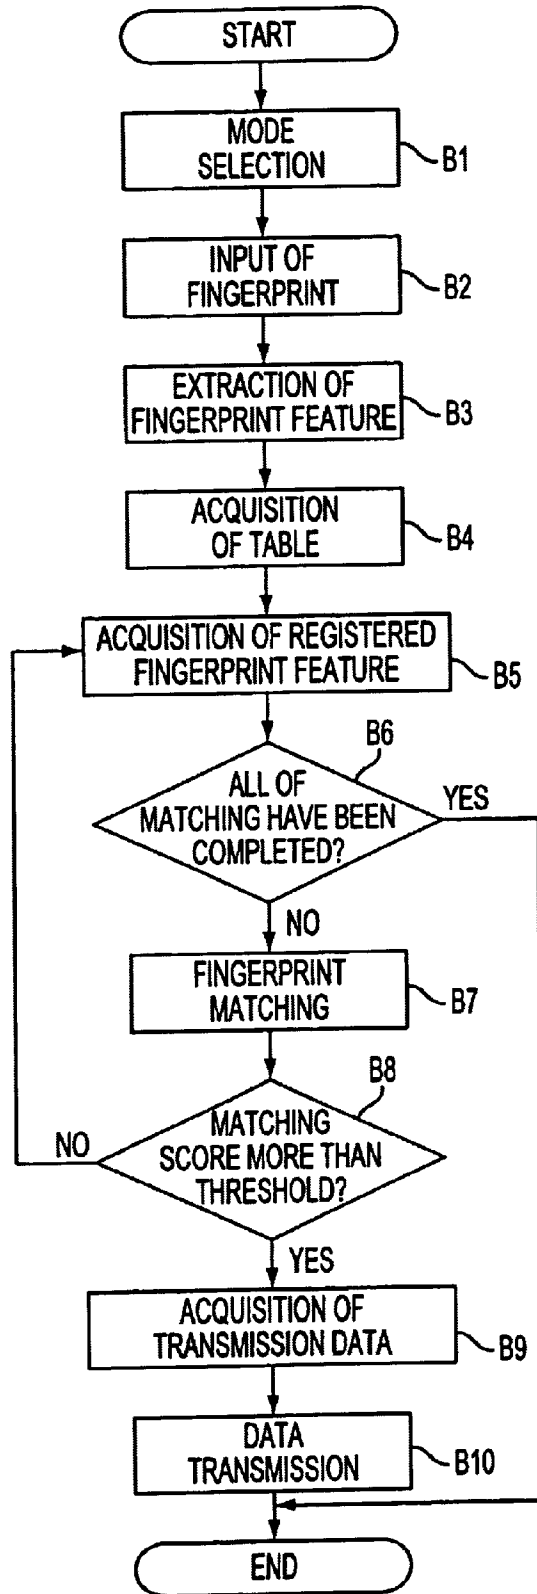 START
MODE
SELECTION
B1
INPUT OF
FINGERPRINT
B2
EXTRACTION OF
FINGERPRINT FEATURE
B3
ACQUISITION
OF TABLE
B4
ACQUISITION OF REGISTERED
FINGERPRINT FEATURE
B5
B6
ALL OF
MATCHING HAVE BEEN
COMPLETED?
YES
NO
FINGERPRINT
MATCHING
B7
B8
MATCHING
SCORE MORE THAN
THRESHOLD?
NO
YES
ACQUISITION OF
TRANSMISSION DATA
B9
DATA
TRANSMISSION
B10
END